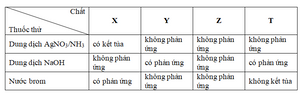 Chất
Thuốc thử
X Y Z T
Dung dịch AgNO₃/NH₃ có kết tủa không phản ứng không phản ứng có phản ứng
Dung dịch NaOH không phản ứng có phản ứng không phản ứng có phản ứng
Nước brom có phản ứng không phản ứng không phản ứng không kết tủa